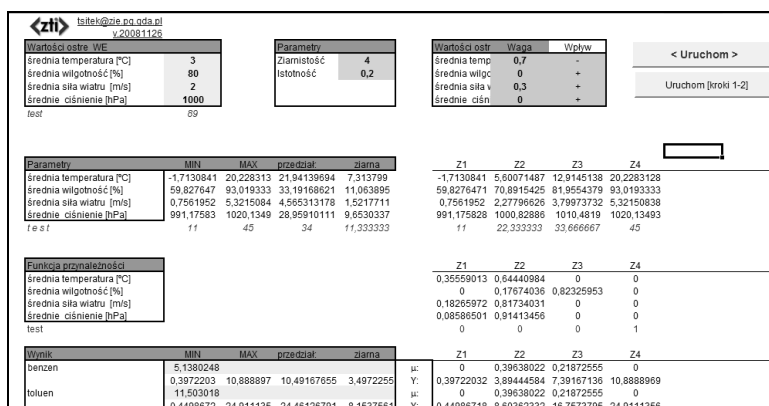 <zti> tsitek@zie.pg.gda.pl
v.20081126
Wartości ostre WE Parametry Wartości ostr Waga Wpływ
średnia temperatura [ºC] 3 Ziarnistość 4 średnia temp 0,7 - < Uruchom >
średnia wilgotność [%] 80 Istotność 0,2 średnia wilgo 0 +
średnia siła wiatru [m/s] 2 średnia siła w 0,3 + Uruchom [kroki 1-2]
średnie ciśnienie [hPa] 1000 średnie ciśn 0 +
test 89
Parametry MIN MAX przedział: ziarna Z1 Z2 Z3 Z4
średnia temperatura [ºC] -1,7130841 20,228313 21,94139694 7,313799 -1,7130841 5,60071487 12,9145138 20,2283128
średnia wilgotność [%] 59,827647 93,019333 33,19168621 11,063895 59,8276471 70,8915425 81,9554379 93,0193333
średnia siła wiatru [m/s] 0,7561952 5,3215084 4,565313178 1,5217711 0,7561952 2,27796626 3,79973732 5,32150838
średnie ciśnienie [hPa] 991,17583 1020,1349 28,95910111 9,6530337 991,175828 1000,82886 1010,4819 1020,13493
test 11 45 34 11,333333 11 22,333333 33,666667 45
Funkcja przynależności Z1 Z2 Z3 Z4
średnia temperatura [ºC] 0,35559013 0,64440984 0 0
średnia wilgotność [%] 0 0,17674036 0,82325953 0
średnia siła wiatru [m/s] 0,18265972 0,81734031 0 0
średnie ciśnienie [hPa] 0,08586501 0,91413456 0 0
test 0 0 0 1
Wynik MIN MAX przedział: ziarna Z1 Z2 Z3 Z4
benzen 5,1380248 µ: 0 0,39638022 0,21872555 0
0,3972203 10,888897 10,49167655 3,4972255 Y: 0,39722032 3,89444584 7,39167136 10,8888969
toluen 11,503018 µ: 0 0,39638022 0,21872555 0